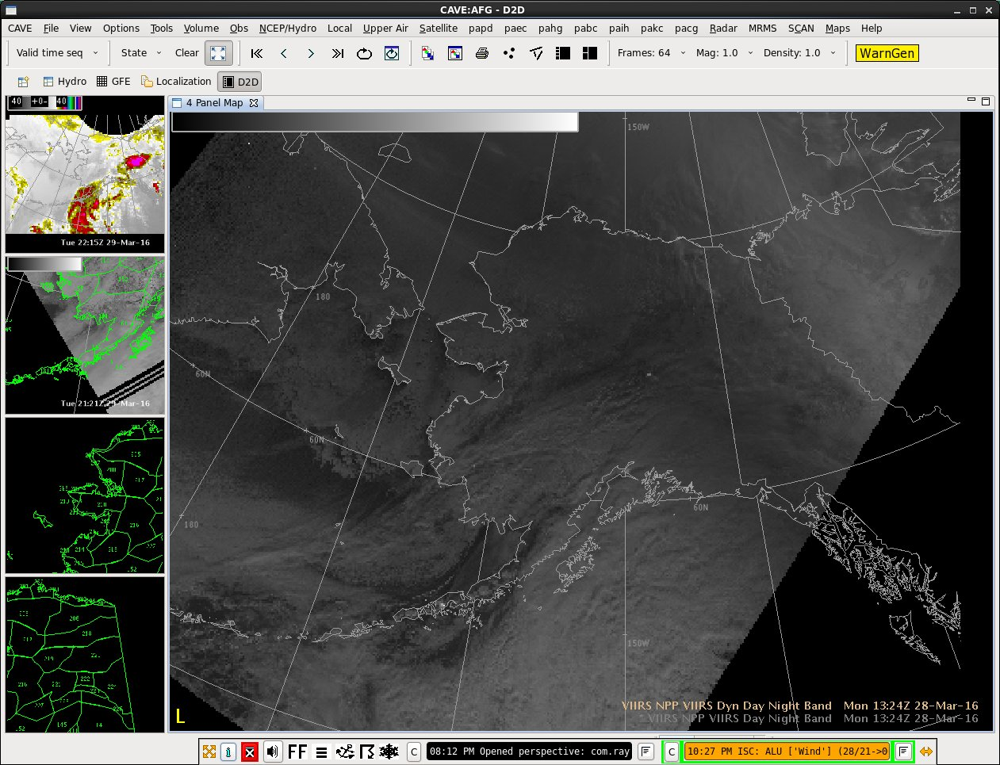 CAVE:AFG - D2D
CAVE File View Options Tools Volume Obs NCEP/Hydro Local Upper Air Satellite papd paec pahg pabc paih pakc pacg Radar MRMS SCAN Maps Help
Valid time seq State Clear Frames: 64 Mag: 1.0 Density: 1.0 WarnGen
Hydro GFE Localization D2D
4 Panel Map
40 +0- 40
Tue 22:15Z 29-Mar-16
Tue 21:21Z 29-Mar-16
150W
70N
180
60N
60N
180
60N
150W
L
VIIRS NPP VIIRS Dyn Day Night Band Mon 13:24Z 28-Mar-16
* VIIRS NPP VIIRS Day Night Band Mon 13:24Z 28-Mar-16
FF C 08:12 PM Opened perspective: com.ray C 10:27 PM ISC: ALU ['Wind'] (28/21->0